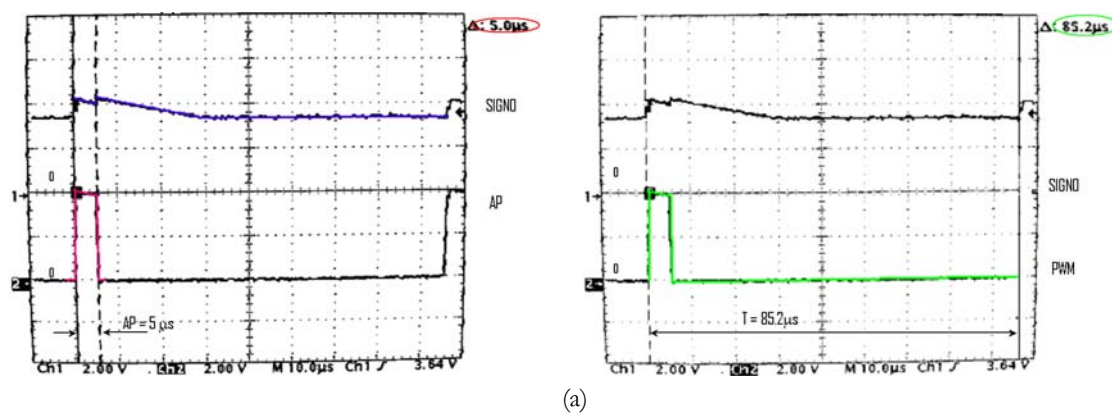 Δ: 5.0µs
SIGNO
0
1→
AP
0
2→
AP = 5 µs
Ch1 2.00 V Ch2 2.00 V M 10.0µs Ch1 ∫ 3.64 V
Δ: 85.2µs
0
1→
SIGNO
0
PWM
2→
T = 85.2µs
Ch1 2.00 V Ch2 2.00 V M 10.0µs Ch1 ∫ 3.64 V
(a)